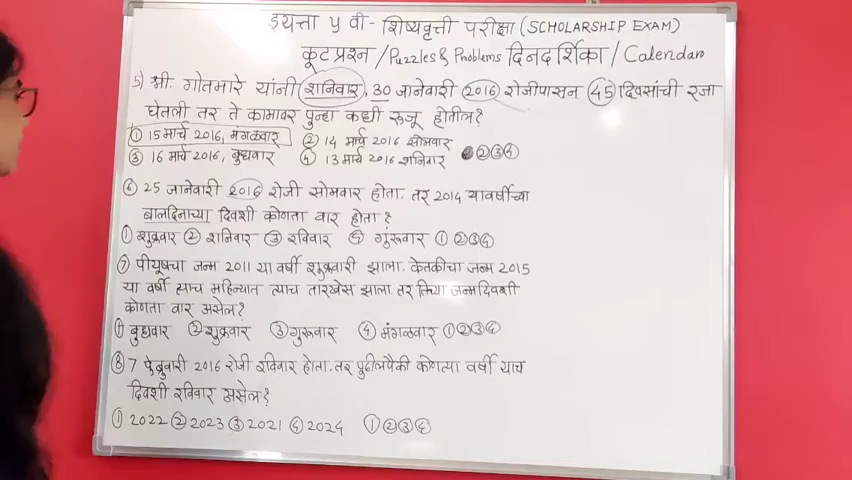 इयत्ता ५ वी - शिष्यवृत्ती परीक्षा (SCHOLARSHIP EXAM)
कूटप्रश्न / Puzzles & Problems दिनदर्शिका / Calendar
5) श्री. गोतमारे यांनी शनिवार, 30 जानेवारी 2016 रोजीपासून 45 दिवसांची रजा
घेतली तर ते कामावर पुन्हा कधी रुजू होतील?
① 15 मार्च 2016, मंगळवार ② 14 मार्च 2016 सोमवार
③ 16 मार्च 2016, बुधवार ④ 13 मार्च 2016 शनिवार ②③④
⑥ 25 जानेवारी 2016 रोजी सोमवार होता. तर 2014 यावर्षीच्या
बालदिनाच्या दिवशी कोणता वार होता?
① शुक्रवार ② शनिवार ③ रविवार ④ गुरूवार ①②③④
⑦ पीयूषचा जन्म 2011 या वर्षी शुक्रवारी झाला. केतकीचा जन्म 2015
या वर्षी त्याच महिन्यात त्याच तारखेस झाला. तर तिच्या जन्मदिवशी
कोणता वार असेल?
① बुधवार ② शुक्रवार ③ गुरूवार ④ मंगळवार ①②③④
⑧ 7 फेब्रुवारी 2016 रोजी रविवार होता. तर पुढीलपैकी कोणत्या वर्षी याच
दिवशी रविवार असेल?
① 2022 ② 2023 ③ 2021 ④ 2024 ①②③④